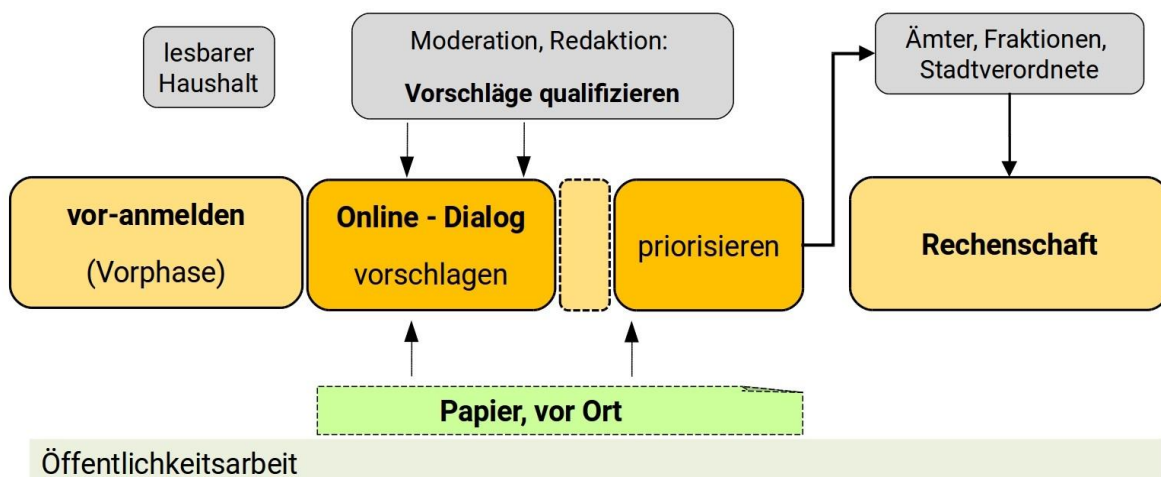 lesbarer
Haushalt
Moderation, Redaktion:
Vorschläge qualifizieren
Ämter, Fraktionen,
Stadtverordnete
vor-anmelden
(Vorphase)
Online - Dialog
vorschlagen
priorisieren
Rechenschaft
Papier, vor Ort
Öffentlichkeitsarbeit